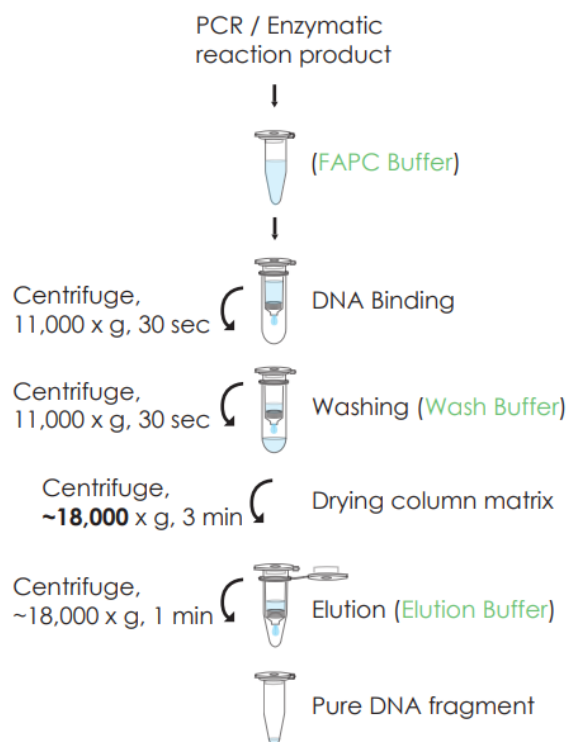 PCR / Enzymatic
reaction product
(FAPC Buffer)
Centrifuge,
11,000 x g, 30 sec
DNA Binding
Centrifuge,
11,000 x g, 30 sec
Washing (Wash Buffer)
Centrifuge,
~18,000 x g, 3 min
Drying column matrix
Centrifuge,
~18,000 x g, 1 min
Elution (Elution Buffer)
Pure DNA fragment